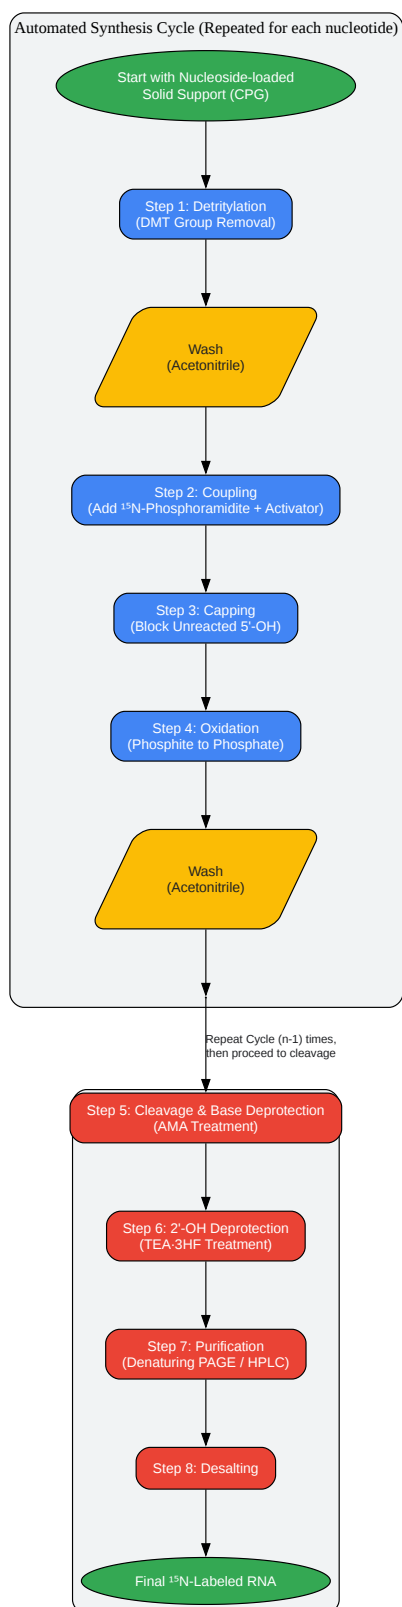 Automated Synthesis Cycle (Repeated for each nucleotide)
Start with Nucleoside-loaded
Solid Support (CPG)
Step 1: Detritylation
(DMT Group Removal)
Wash
(Acetonitrile)
Step 2: Coupling
(Add ¹⁵N-Phosphoramidite + Activator)
Step 3: Capping
(Block Unreacted 5'-OH)
Step 4: Oxidation
(Phosphite to Phosphate)
Wash
(Acetonitrile)
Repeat Cycle (n-1) times,
then proceed to cleavage
Step 5: Cleavage & Base Deprotection
(AMA Treatment)
Step 6: 2'-OH Deprotection
(TEA·3HF Treatment)
Step 7: Purification
(Denaturing PAGE / HPLC)
Step 8: Desalting
Final ¹⁵N-Labeled RNA